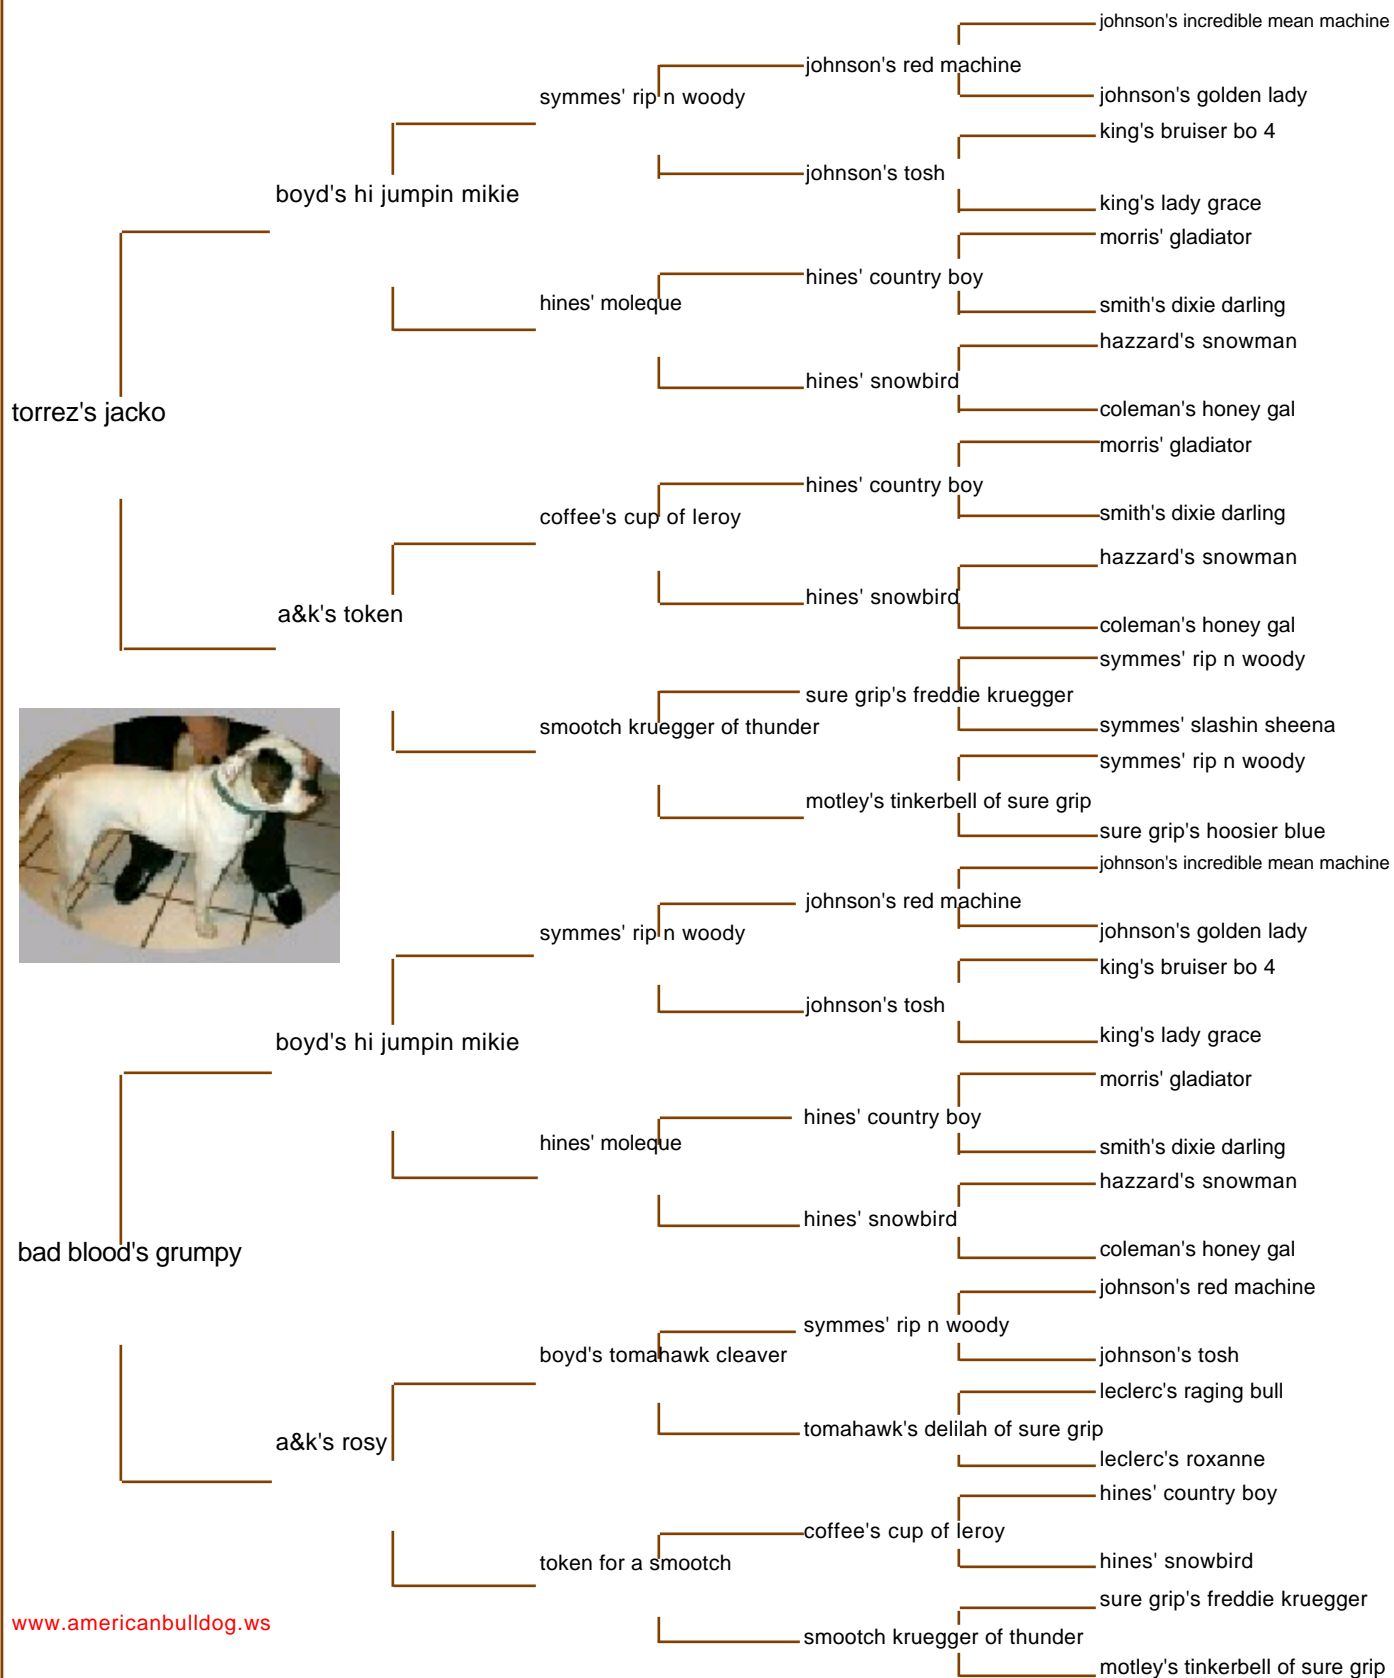 johnson's incredible mean machine
johnson's red machine
symmes' rip n woody
johnson's golden lady
king's bruiser bo 4
johnson's tosh
boyd's hi jumpin mikie
king's lady grace
morris' gladiator
hines' country boy
hines' moleque
smith's dixie darling
hazzard's snowman
hines' snowbird
torrez's jacko
coleman's honey gal
morris' gladiator
hines' country boy
coffee's cup of leroy
smith's dixie darling
hazzard's snowman
hines' snowbird
a&k's token
coleman's honey gal
symmes' rip n woody
sure grip's freddie kruegger
smootch kruegger of thunder
symmes' slashin sheena
symmes' rip n woody
motley's tinkerbell of sure grip
sure grip's hoosier blue
johnson's incredible mean machine
johnson's red machine
symmes' rip n woody
johnson's golden lady
king's bruiser bo 4
johnson's tosh
boyd's hi jumpin mikie
king's lady grace
morris' gladiator
hines' country boy
hines' moleque
smith's dixie darling
hazzard's snowman
hines' snowbird
bad blood's grumpy
coleman's honey gal
johnson's red machine
symmes' rip n woody
boyd's tomahawk cleaver
johnson's tosh
leclerc's raging bull
tomahawk's delilah of sure grip
a&k's rosy
leclerc's roxanne
hines' country boy
coffee's cup of leroy
token for a smootch
hines' snowbird
sure grip's freddie kruegger
www.americanbulldog.ws
smootch kruegger of thunder
motley's tinkerbell of sure grip